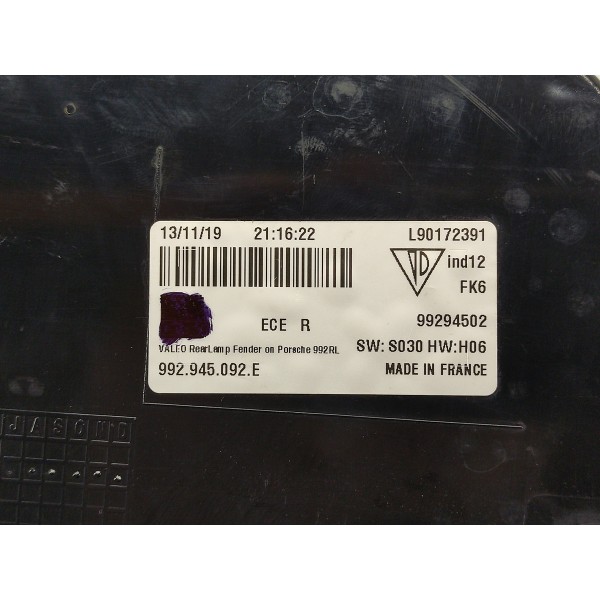 13/11/19 21:16:22 L90172391
VD ind12
FK6
ECE R 99294502
VALEO RearLamp Fender on Porsche 992RL SW: S030 HW:H06
992.945.092.E MADE IN FRANCE
J A S O N D